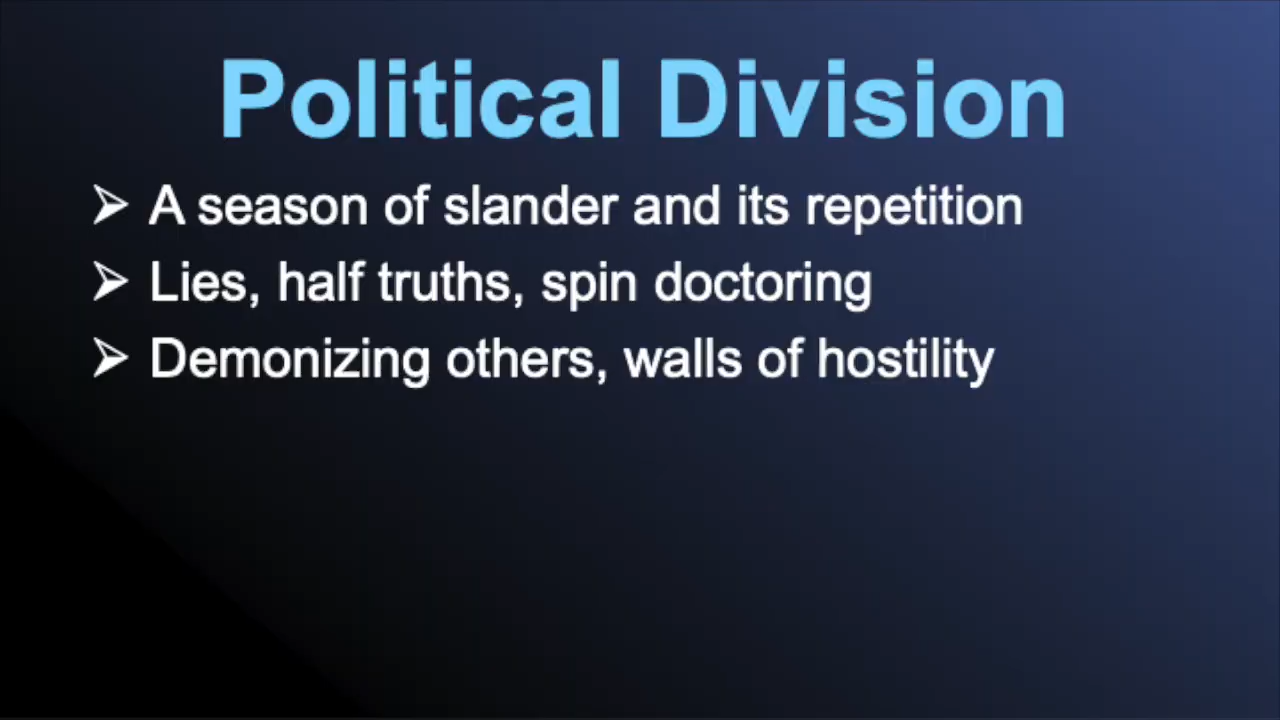 Political Division
➢ A season of slander and its repetition
➢ Lies, half truths, spin doctoring
➢ Demonizing others, walls of hostility